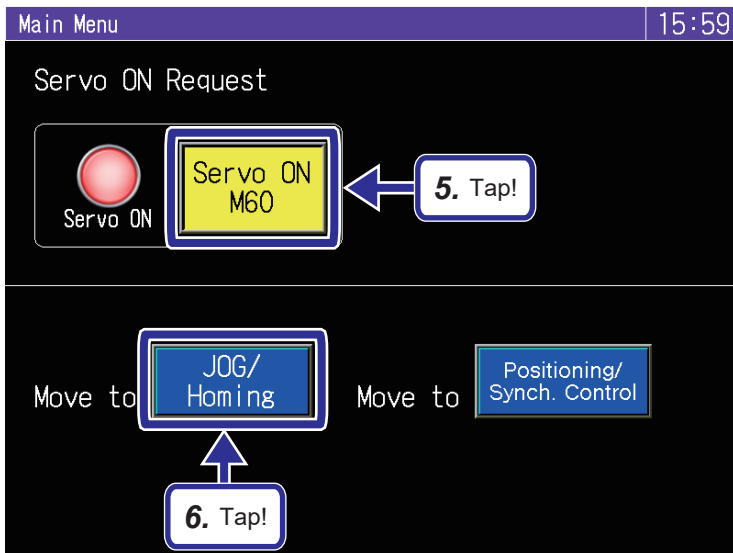 Main Menu 15:59
Servo ON Request
Servo ON
M60
Servo ON
5. Tap!
Move to
JOG/
Homing
Move to
Positioning/
Synch. Control
6. Tap!